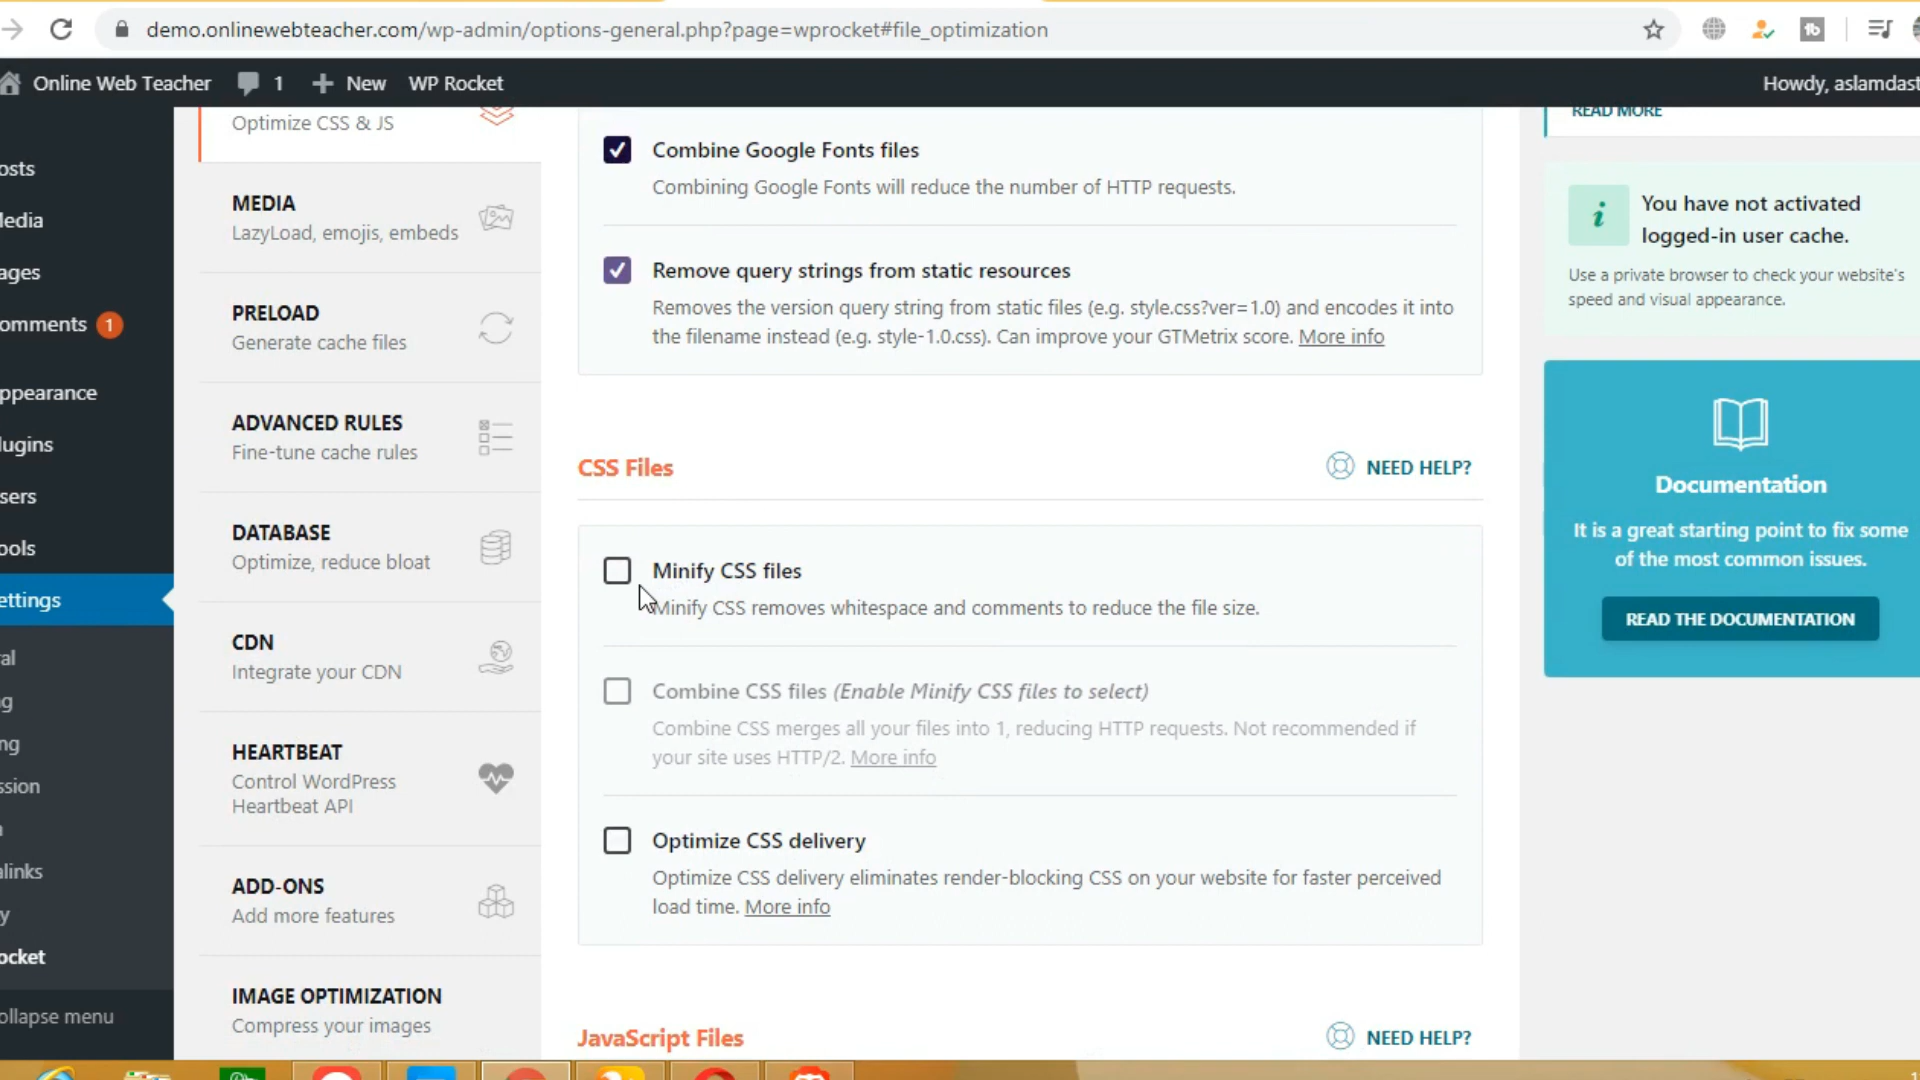 demo.onlinewebteacher.com/wp-admin/options-general.php?page=wprocket#file_optimization
Online Web Teacher 1 New WP Rocket Howdy, aslamdast
osts
ledia
ages
omments 1
ppearance
lugins
sers
ools
ettings
al
g
ng
ssion
alinks
y
ocket
ollapse menu
Optimize CSS & JS
MEDIA
LazyLoad, emojis, embeds
PRELOAD
Generate cache files
ADVANCED RULES
Fine-tune cache rules
DATABASE
Optimize, reduce bloat
CDN
Integrate your CDN
HEARTBEAT
Control WordPress
Heartbeat API
ADD-ONS
Add more features
IMAGE OPTIMIZATION
Compress your images
Combine Google Fonts files
Combining Google Fonts will reduce the number of HTTP requests.
Remove query strings from static resources
Removes the version query string from static files (e.g. style.css?ver=1.0) and encodes it into
the filename instead (e.g. style-1.0.css). Can improve your GTMetrix score. More info
CSS Files NEED HELP?
Minify CSS files
Minify CSS removes whitespace and comments to reduce the file size.
Combine CSS files (Enable Minify CSS files to select)
Combine CSS merges all your files into 1, reducing HTTP requests. Not recommended if
your site uses HTTP/2. More info
Optimize CSS delivery
Optimize CSS delivery eliminates render-blocking CSS on your website for faster perceived
load time. More info
JavaScript Files NEED HELP?
READ MORE
You have not activated
logged-in user cache.
Use a private browser to check your website's
speed and visual appearance.
Documentation
It is a great starting point to fix some
of the most common issues.
READ THE DOCUMENTATION